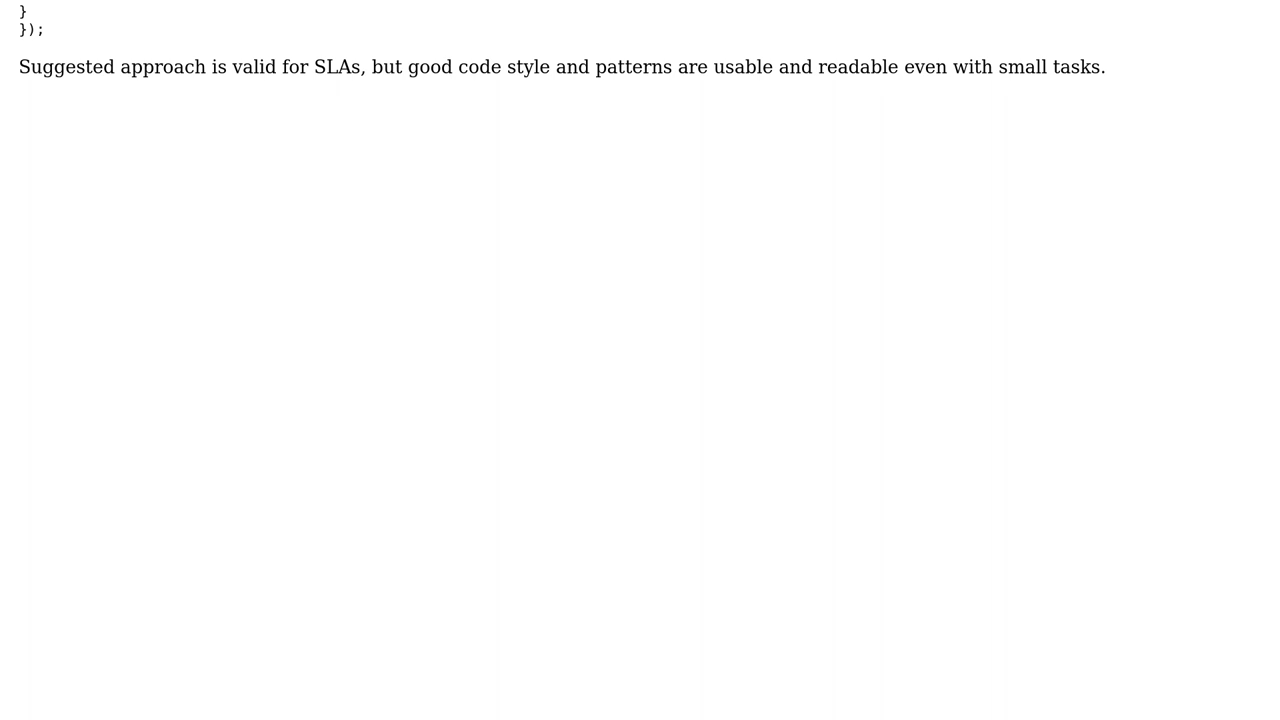 }
});
Suggested approach is valid for SLAs, but good code style and patterns are usable and readable even with small tasks.